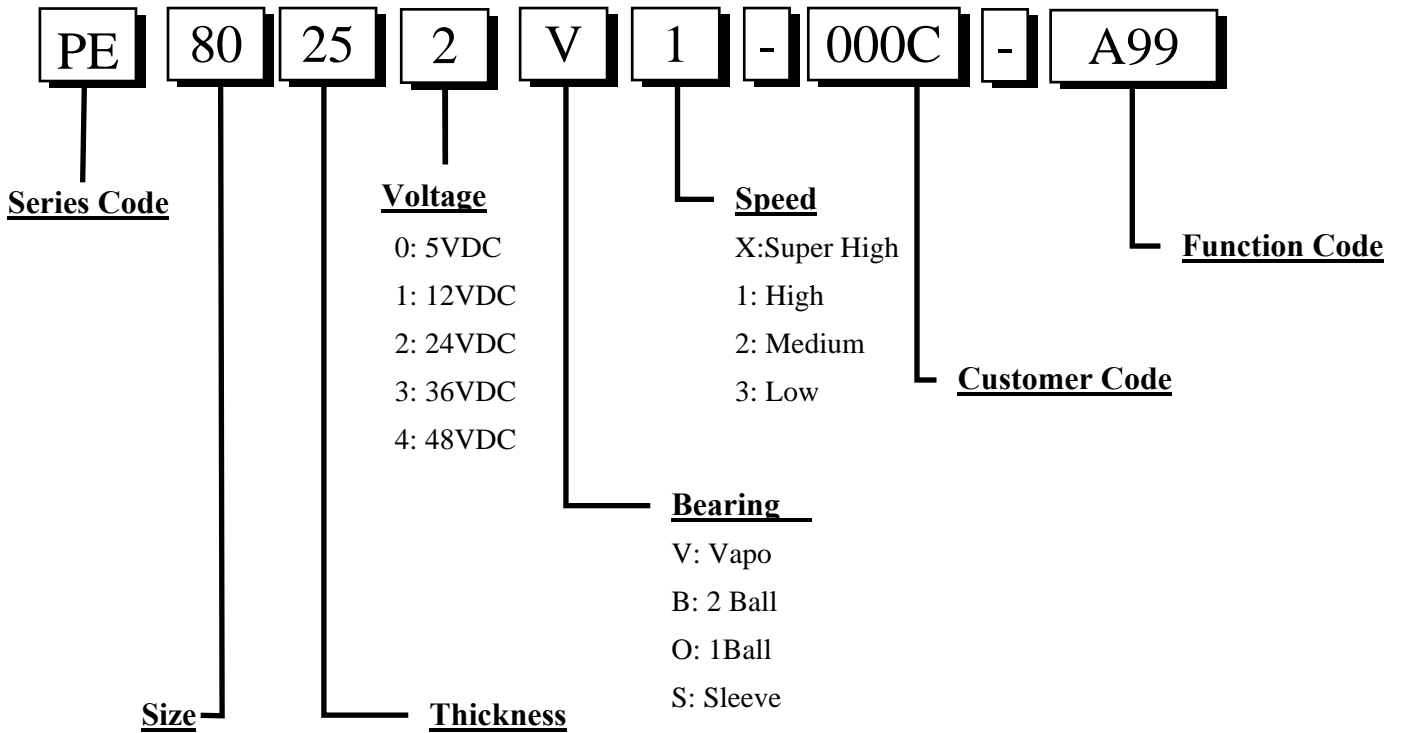 PE 80 25 2 V 1 - 000C - A99
Series Code
Voltage
0: 5VDC
1: 12VDC
2: 24VDC
3: 36VDC
4: 48VDC
Speed
X:Super High
1: High
2: Medium
3: Low
Function Code
Customer Code
Bearing
V: Vapo
B: 2 Ball
O: 1Ball
S: Sleeve
Size
Thickness